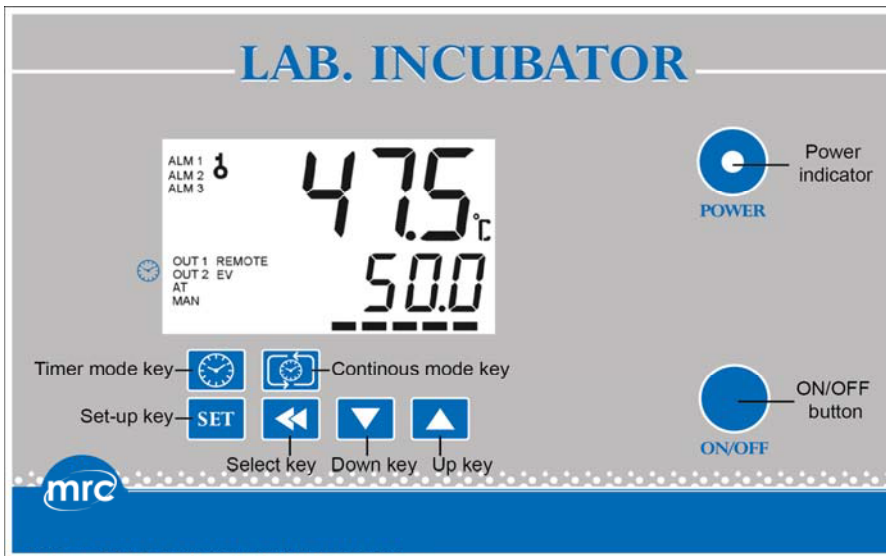 LAB. INCUBATOR
ALM 1
ALM 2
ALM 3
47.5 °C
Power indicator
POWER
OUT 1 REMOTE
OUT 2 EV
AT
MAN
50.0
Timer mode key
Continous mode key
Set-up key
SET
ON/OFF button
ON/OFF
Select key
Down key
Up key
mrc